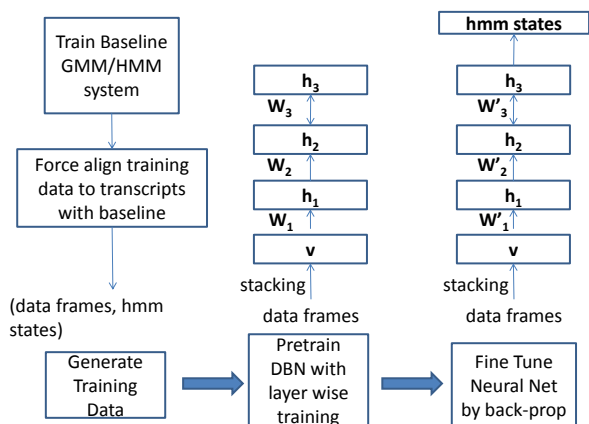 Train Baseline
GMM/HMM
system
Force align training
data to transcripts
with baseline
(data frames, hmm
states)
Generate
Training
Data
h3
W3
h2
W2
h1
W1
v
stacking
data frames
Pretrain
DBN with
layer wise
training
hmm states
h3
W'3
h2
W'2
h1
W'1
v
stacking
data frames
Fine Tune
Neural Net
by back-prop